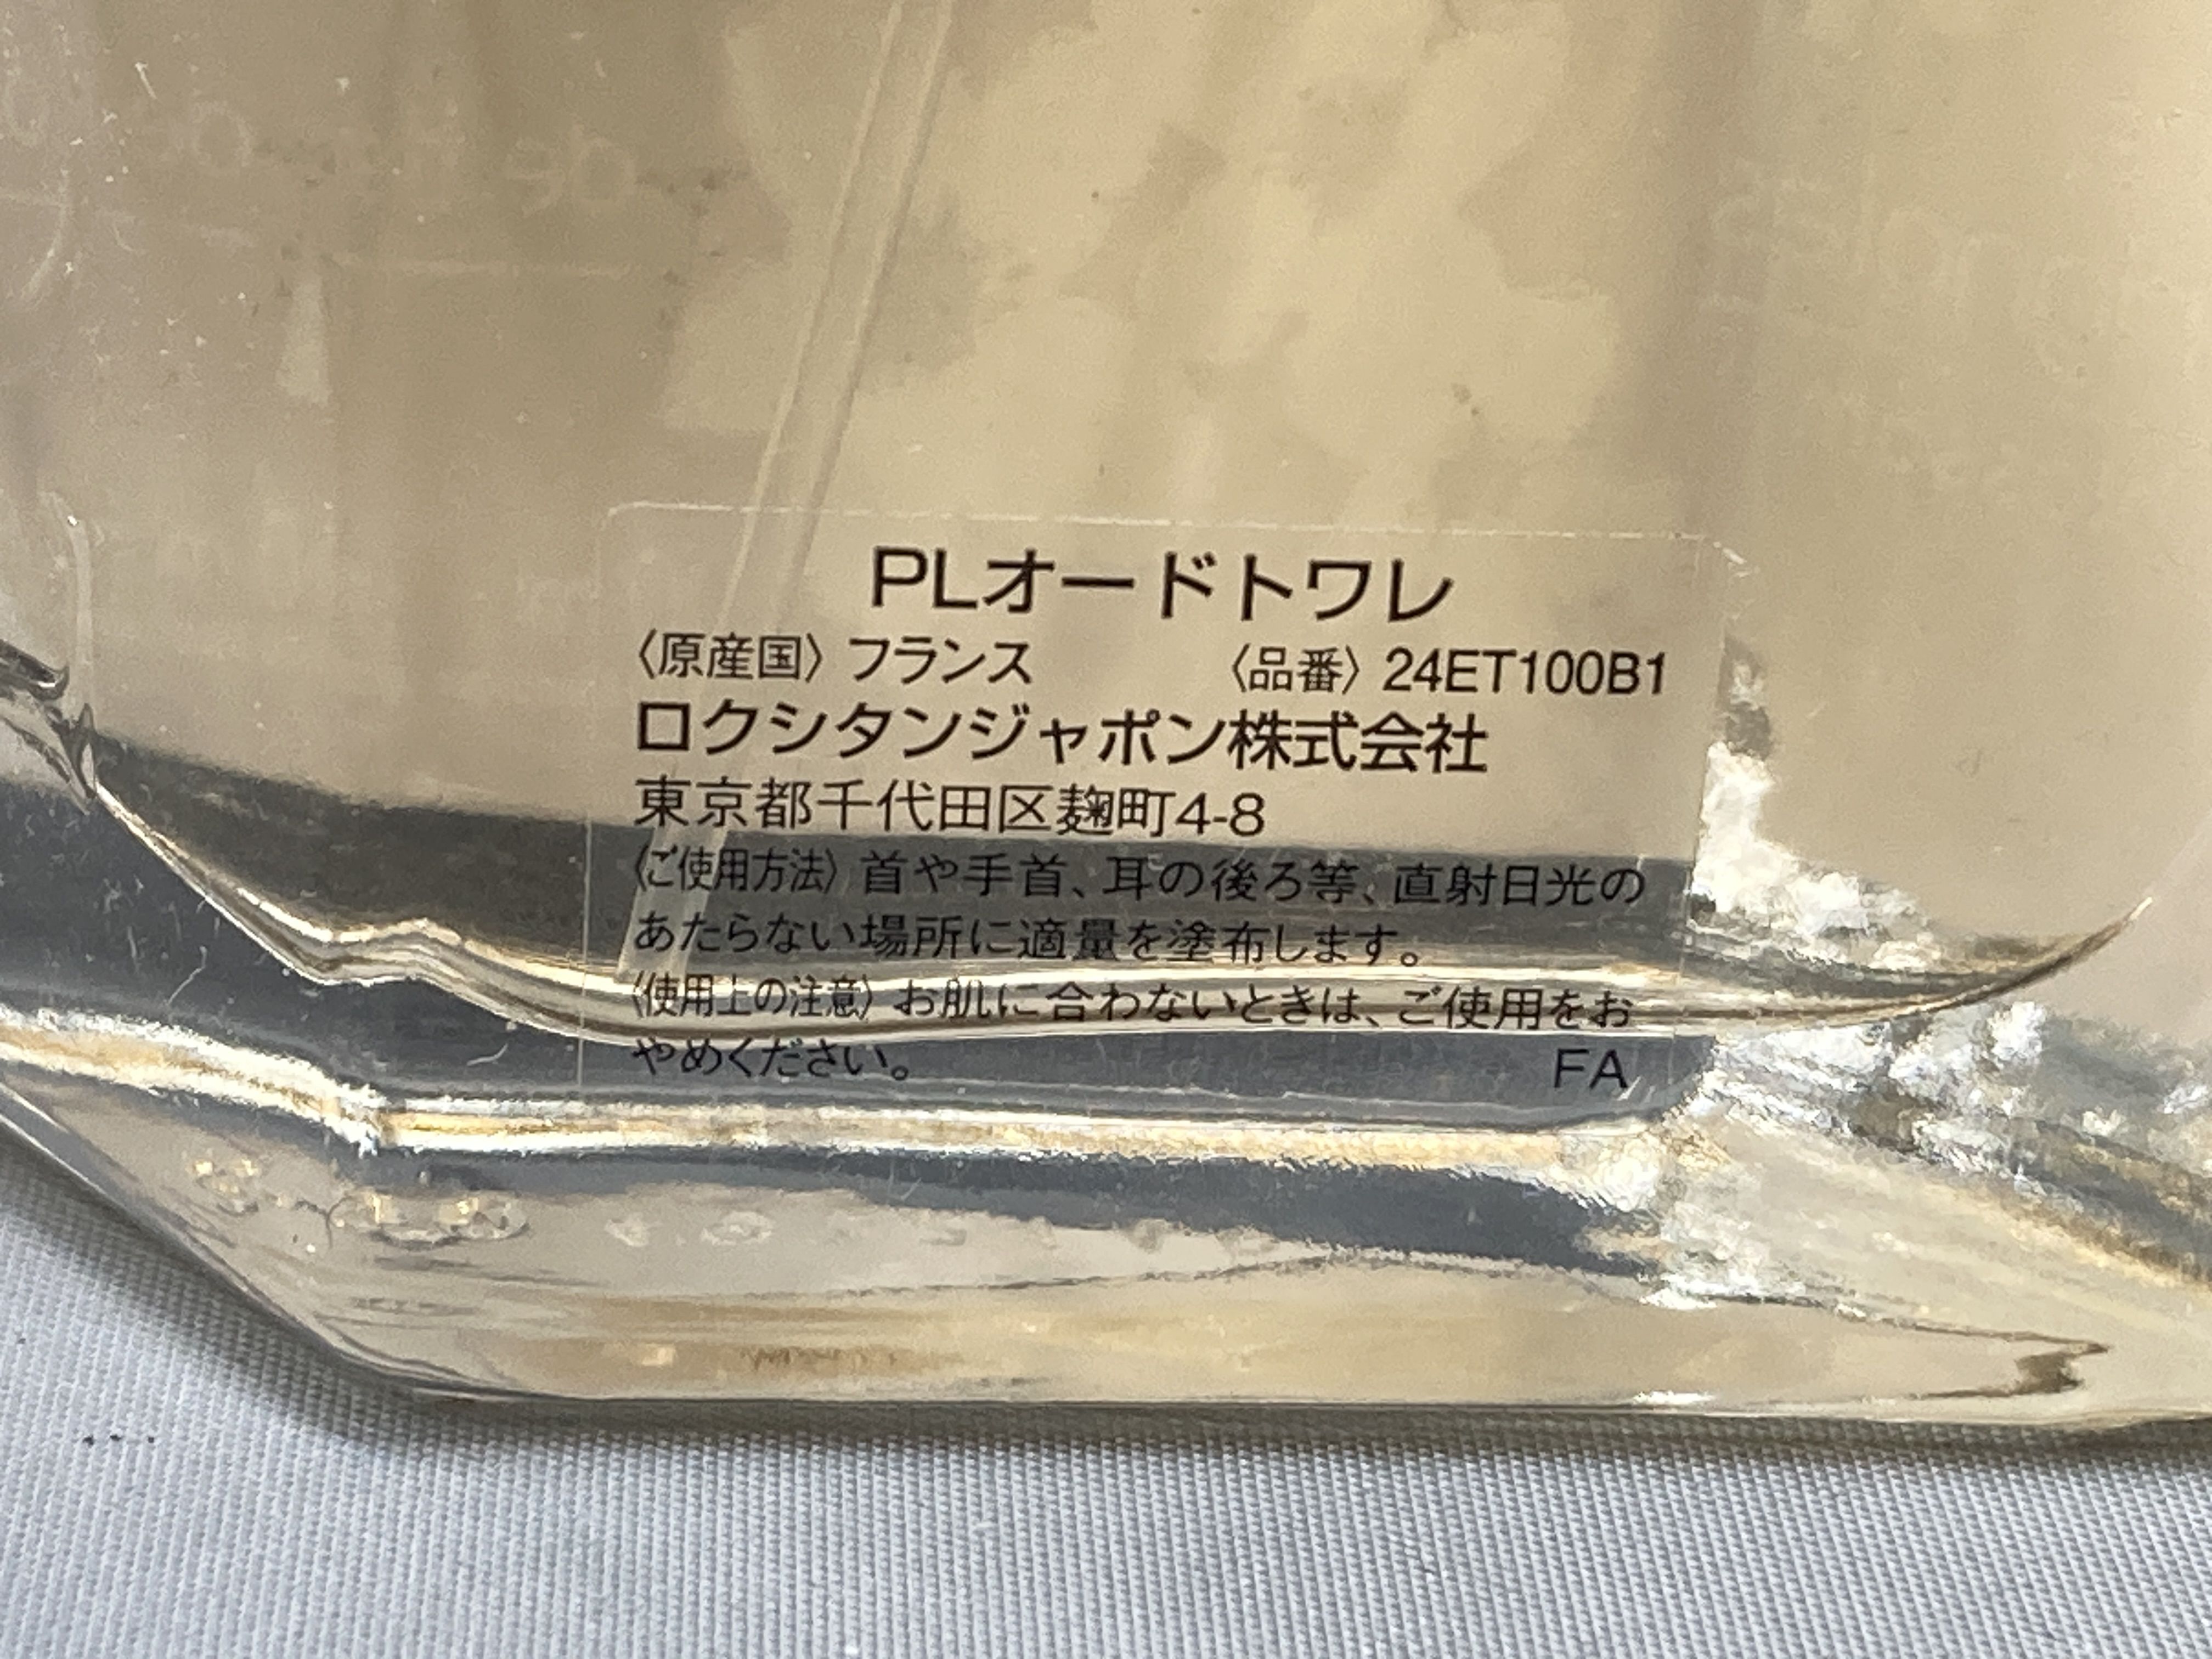 PLオードトワレ
〈原産国〉フランス 〈品番〉24ET100B1
ロクシタンジャポン株式会社
東京都千代田区麹町4-8
〈ご使用方法〉首や手首、耳の後ろ等、直射日光の
あたらない場所に適量を塗布します。
〈使用上の注意〉お肌に合わないときは、ご使用をお
やめください。 FA